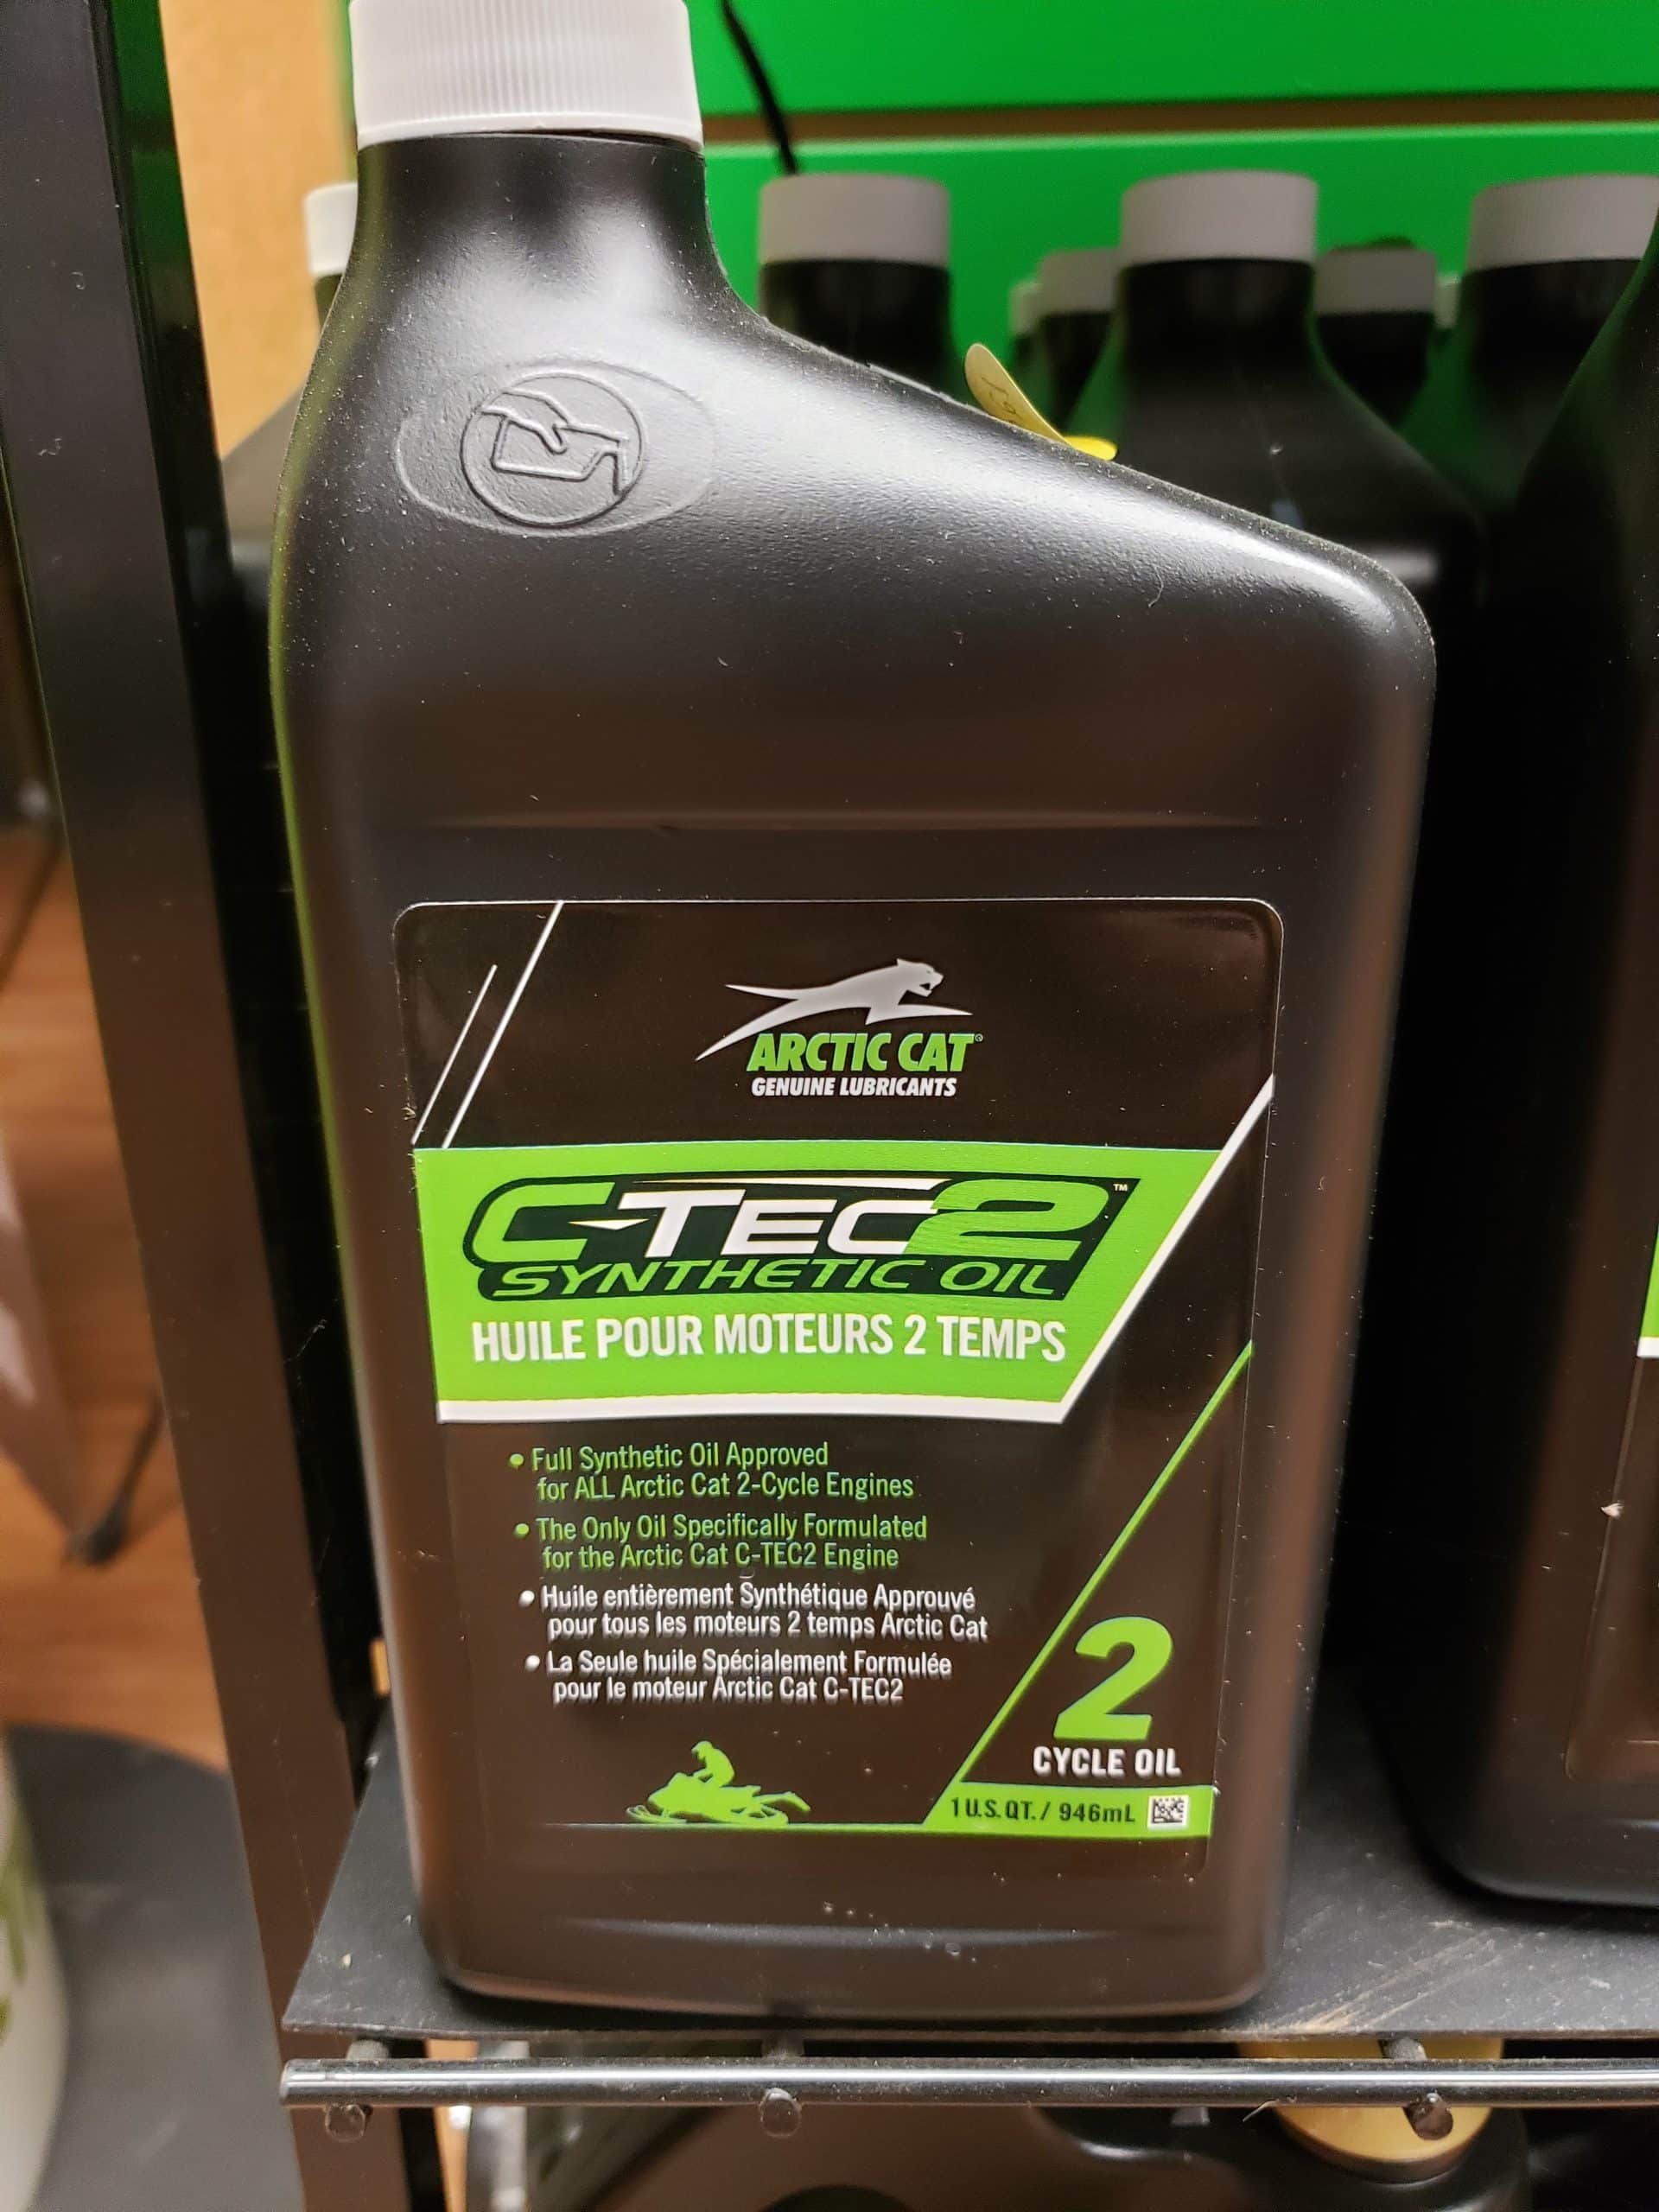 ARCTIC CAT®
GENUINE LUBRICANTS
C-TEC2™
SYNTHETIC OIL
HUILE POUR MOTEURS 2 TEMPS
• Full Synthetic Oil Approved
for ALL Arctic Cat 2-Cycle Engines
• The Only Oil Specifically Formulated
for the Arctic Cat C-TEC2 Engine
• Huile entièrement Synthétique Approuvé
pour tous les moteurs 2 temps Arctic Cat
• La Seule huile Spécialement Formulée
pour le moteur Arctic Cat C-TEC2
2
CYCLE OIL
1 U.S. QT. / 946mL